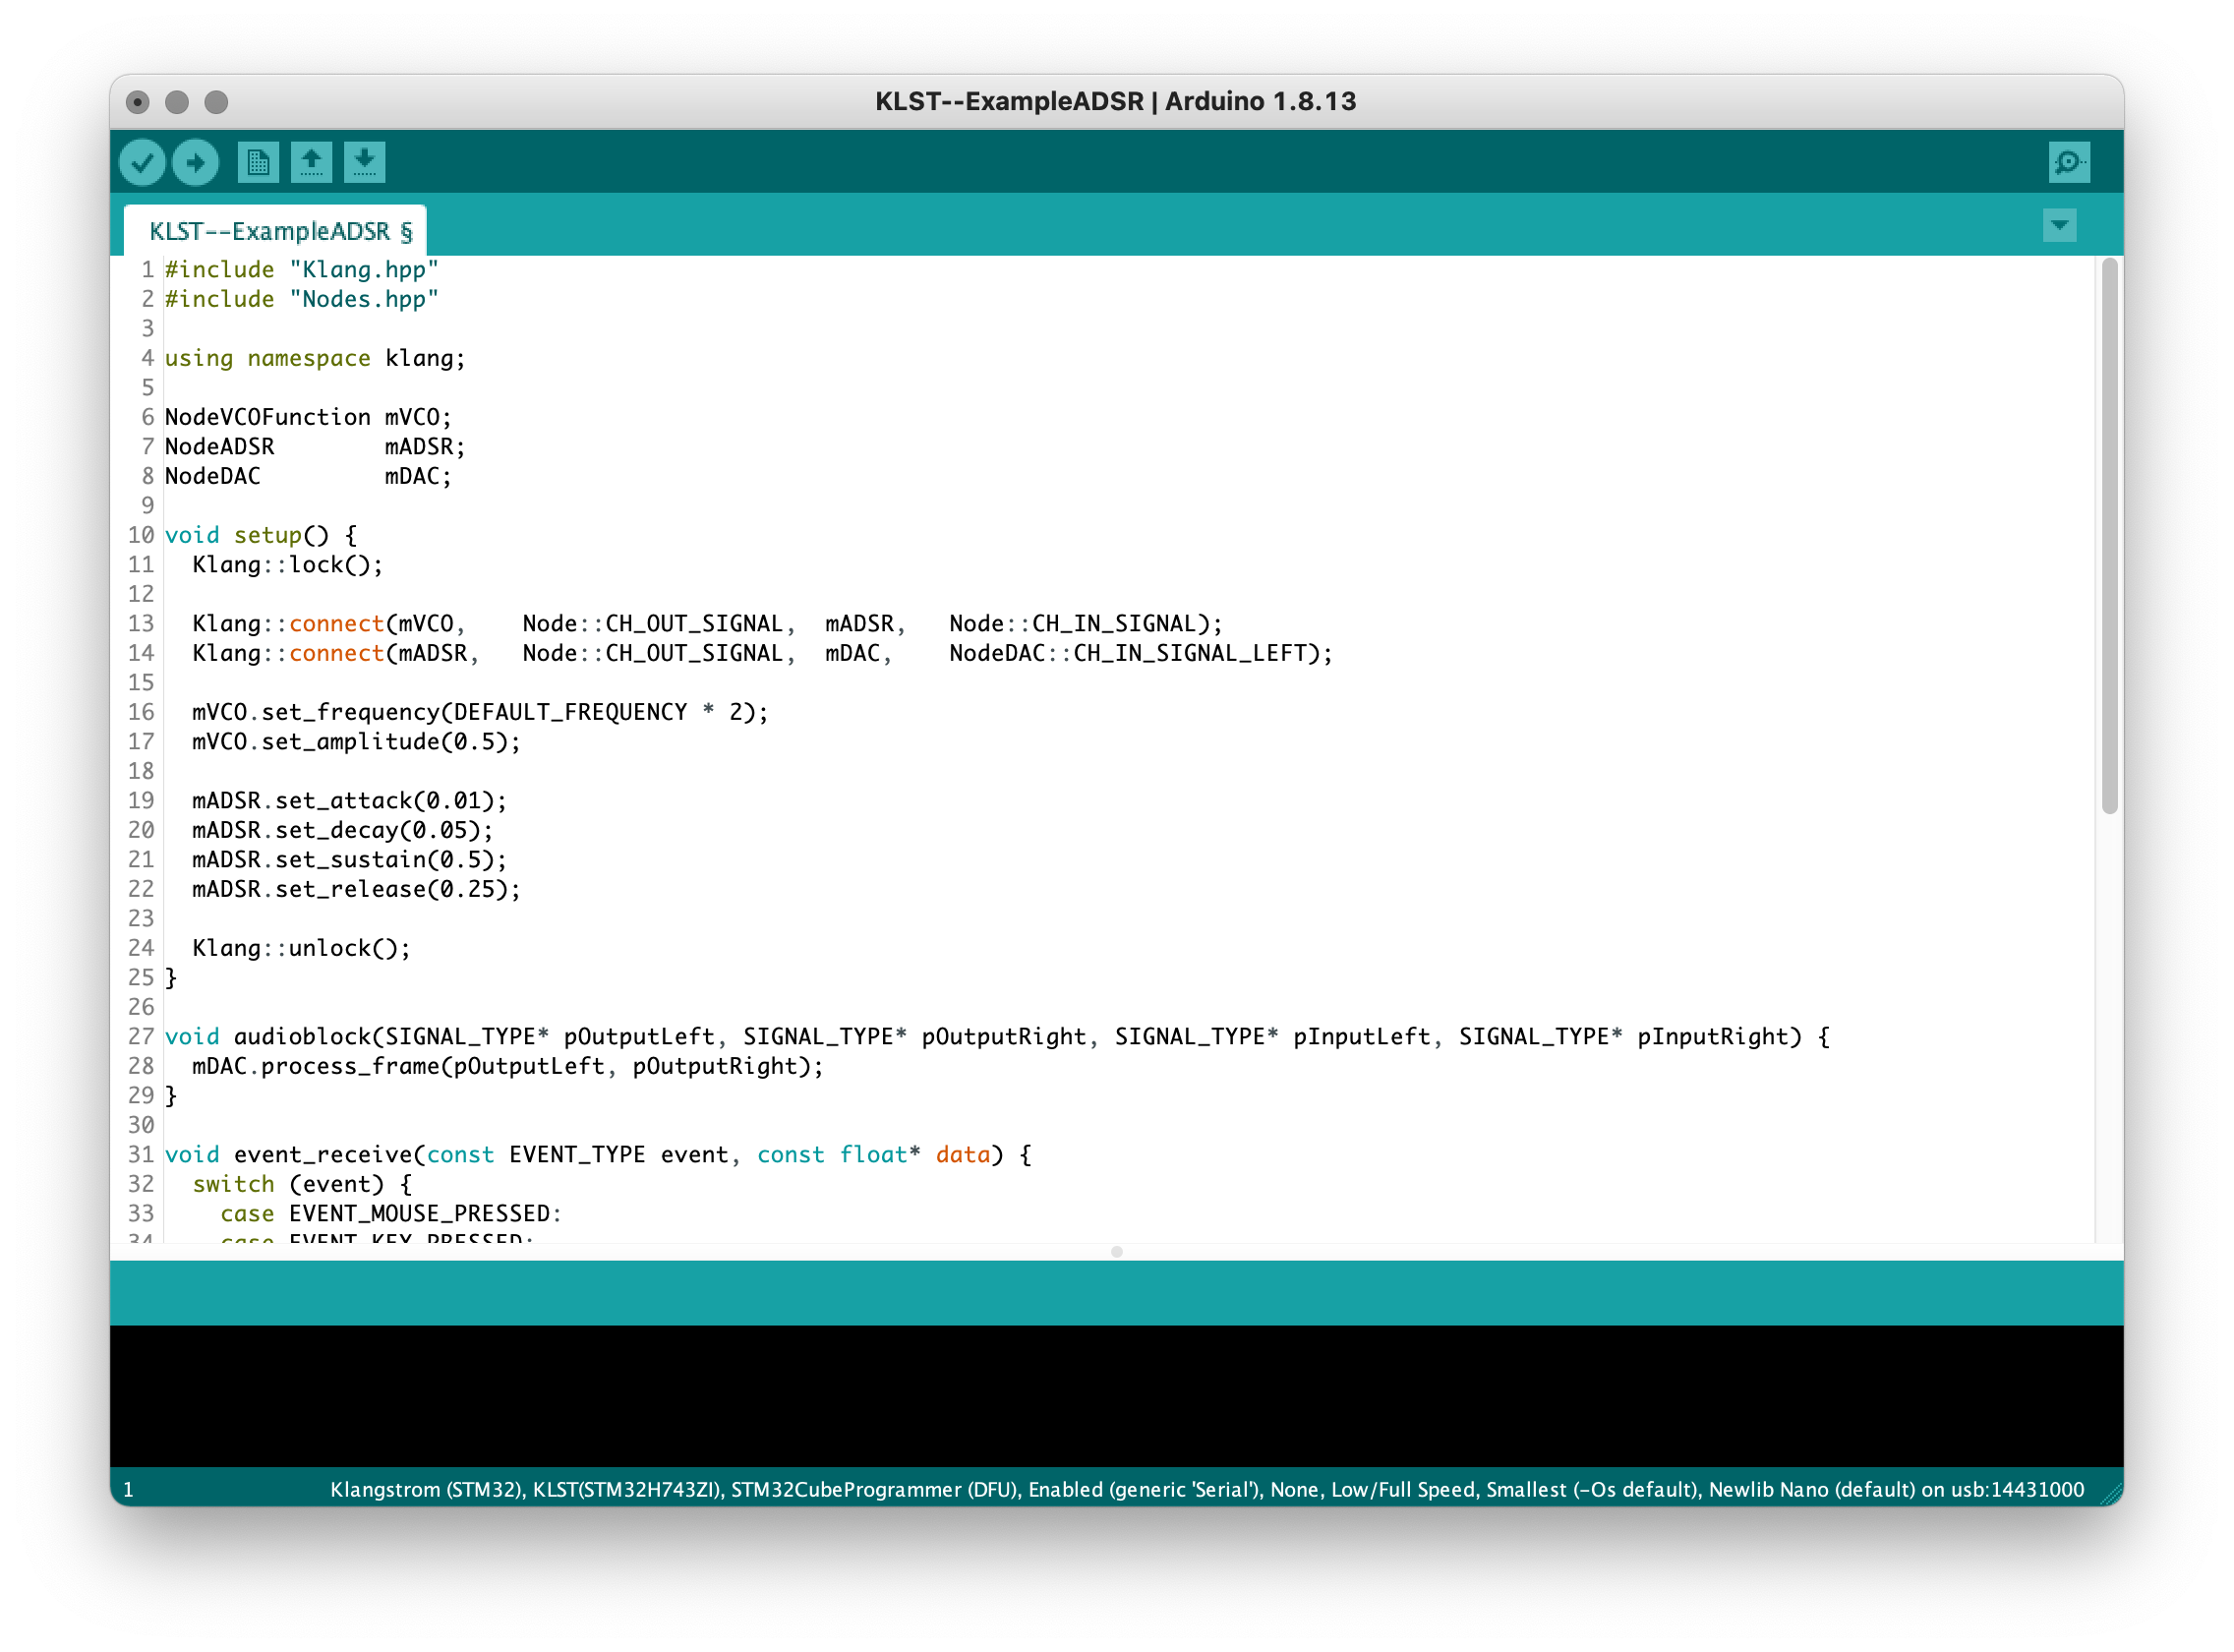 KLST--ExampleADSR | Arduino 1.8.13
KLST--ExampleADSR §
1 #include "Klang.hpp"
2 #include "Nodes.hpp"
3
4 using namespace klang;
5
6 NodeVCOFunction mVCO;
7 NodeADSR        mADSR;
8 NodeDAC         mDAC;
9
10 void setup() {
11   Klang::lock();
12
13   Klang::connect(mVCO,    Node::CH_OUT_SIGNAL,  mADSR,   Node::CH_IN_SIGNAL);
14   Klang::connect(mADSR,   Node::CH_OUT_SIGNAL,  mDAC,    NodeDAC::CH_IN_SIGNAL_LEFT);
15
16   mVCO.set_frequency(DEFAULT_FREQUENCY * 2);
17   mVCO.set_amplitude(0.5);
18
19   mADSR.set_attack(0.01);
20   mADSR.set_decay(0.05);
21   mADSR.set_sustain(0.5);
22   mADSR.set_release(0.25);
23
24   Klang::unlock();
25 }
26
27 void audioblock(SIGNAL_TYPE* pOutputLeft, SIGNAL_TYPE* pOutputRight, SIGNAL_TYPE* pInputLeft, SIGNAL_TYPE* pInputRight) {
28   mDAC.process_frame(pOutputLeft, pOutputRight);
29 }
30
31 void event_receive(const EVENT_TYPE event, const float* data) {
32   switch (event) {
33     case EVENT_MOUSE_PRESSED:
34     case EVENT_KEY_PRESSED:
1 Klangstrom (STM32), KLST(STM32H743ZI), STM32CubeProgrammer (DFU), Enabled (generic 'Serial'), None, Low/Full Speed, Smallest (-Os default), Newlib Nano (default) on usb:14431000